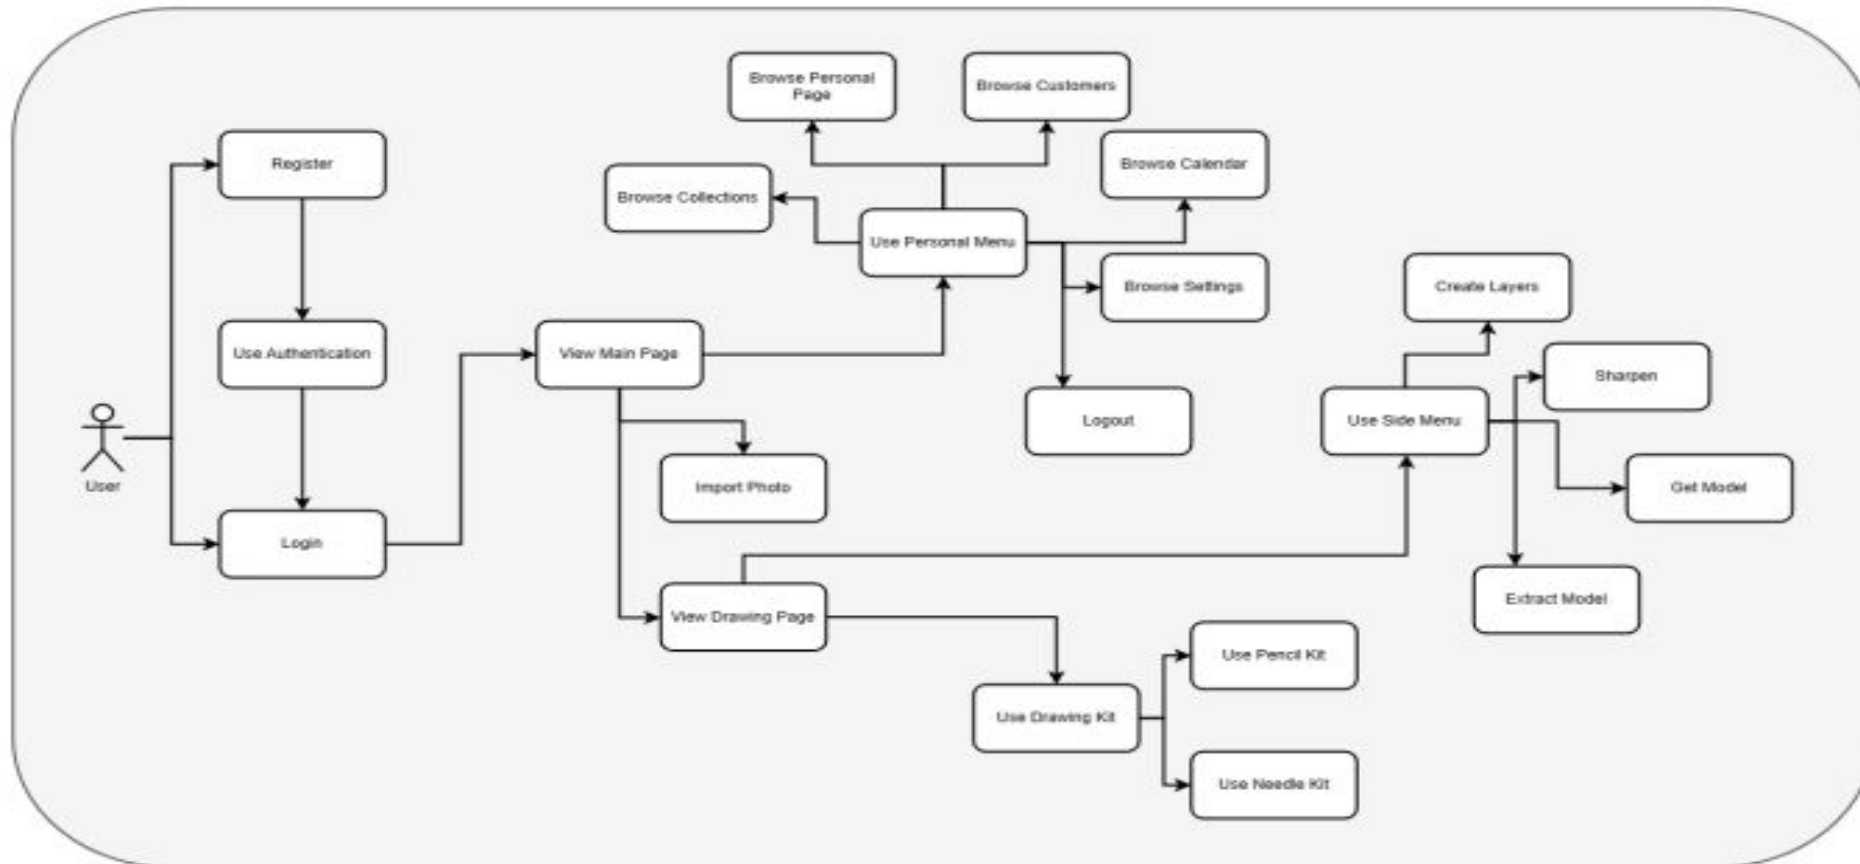 Browse Personal
Page
Browse Customers
Register
Browse Calendar
Browse Collections
Use Personal Menu
Browse Settings
Create Layers
Use Authentication
View Main Page
Sharpen
Logout
Use Side Menu
User
Import Photo
Get Model
Login
Extract Model
View Drawing Page
Use Pencil Kit
Use Drawing Kit
Use Needle Kit